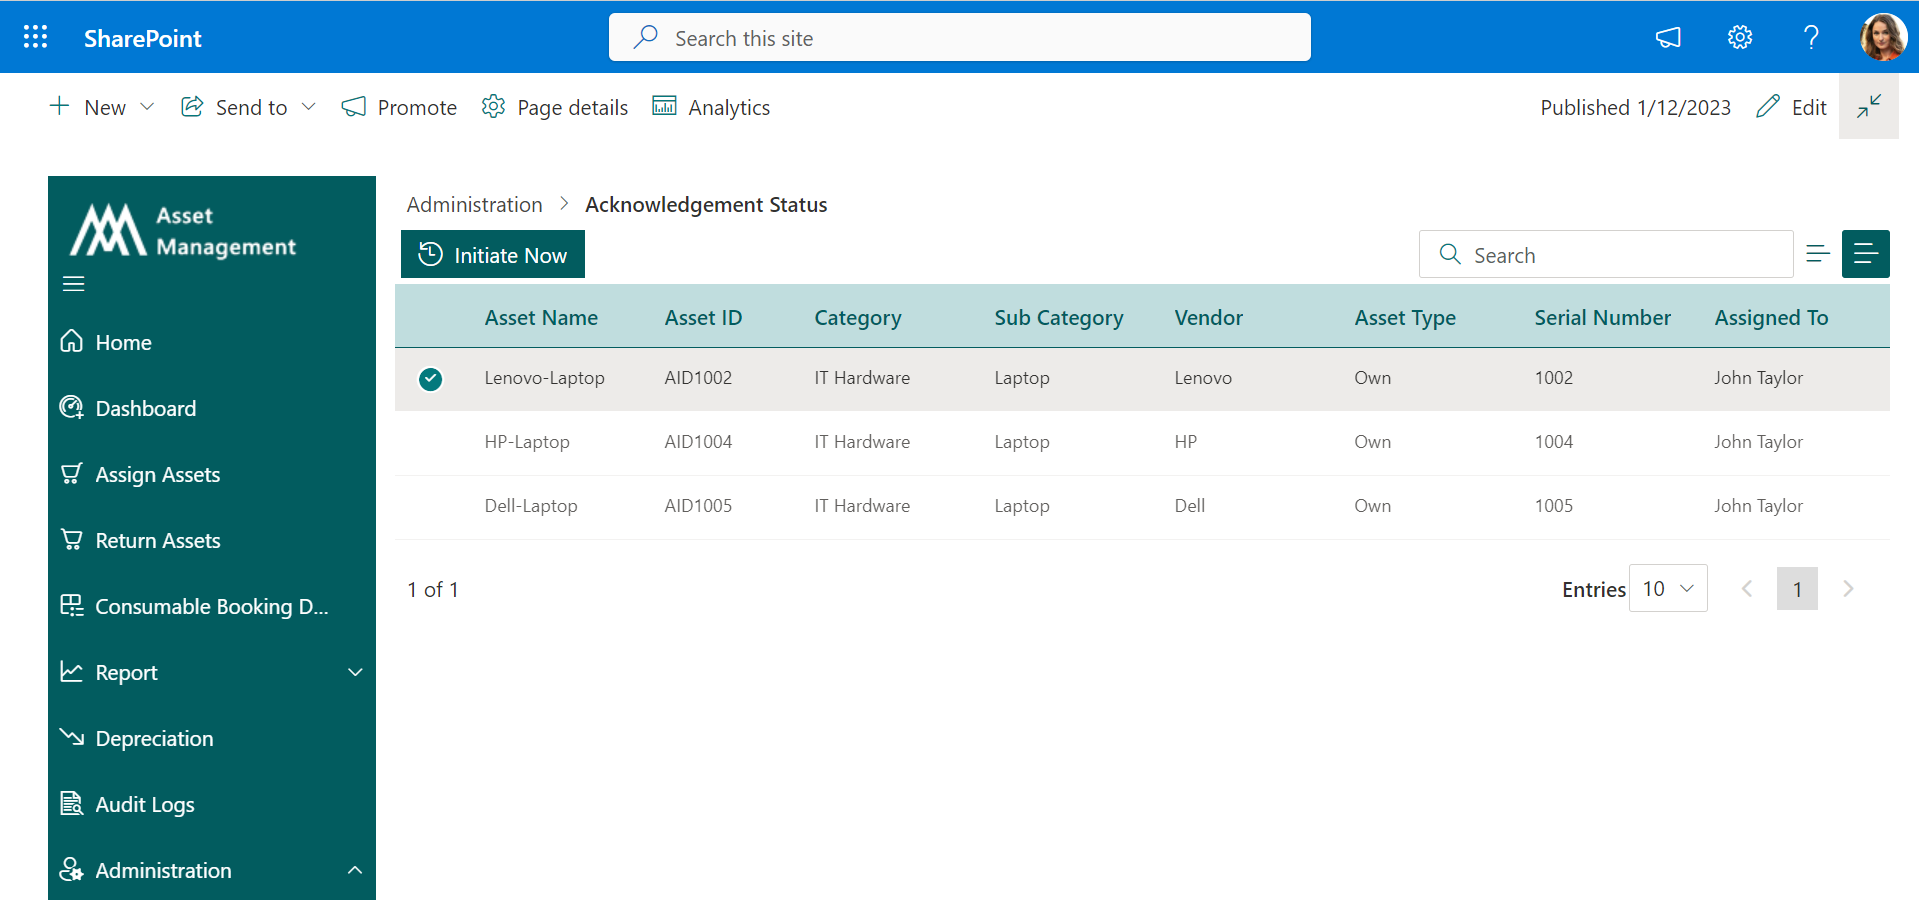 SharePoint
Search this site
New
Send to
Promote
Page details
Analytics
Published 1/12/2023
Edit
Asset
Management
Home
Dashboard
Assign Assets
Return Assets
Consumable Booking D...
Report
Depreciation
Audit Logs
Administration
Administration > Acknowledgement Status
Initiate Now
Search
Asset Name Asset ID Category Sub Category Vendor Asset Type Serial Number Assigned To
Lenovo-Laptop AID1002 IT Hardware Laptop Lenovo Own 1002 John Taylor
HP-Laptop AID1004 IT Hardware Laptop HP Own 1004 John Taylor
Dell-Laptop AID1005 IT Hardware Laptop Dell Own 1005 John Taylor
1 of 1
Entries 10
1